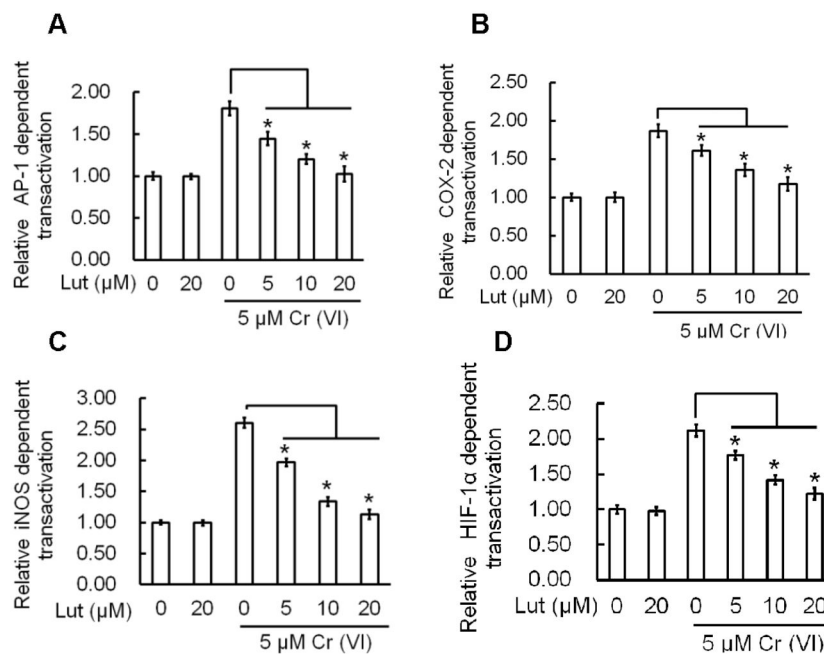 A
Relative AP-1 dependent
transactivation
2.00
1.50
1.00
0.50
0.00
* * *
Lut (µM) 0 20 0 5 10 20
5 µM Cr (VI)
B
Relative COX-2 dependent
transactivation
2.50
2.00
1.50
1.00
0.50
0.00
* * *
Lut (µM) 0 20 0 5 10 20
5 µM Cr (VI)
C
Relative iNOS dependent
transactivation
3.00
2.50
2.00
1.50
1.00
0.50
0.00
* * *
Lut (µM) 0 20 0 5 10 20
5 µM Cr (VI)
D
Relative HIF-1α dependent
transactivation
2.50
2.00
1.50
1.00
0.50
0.00
* * *
Lut (µM) 0 20 0 5 10 20
5 µM Cr (VI)